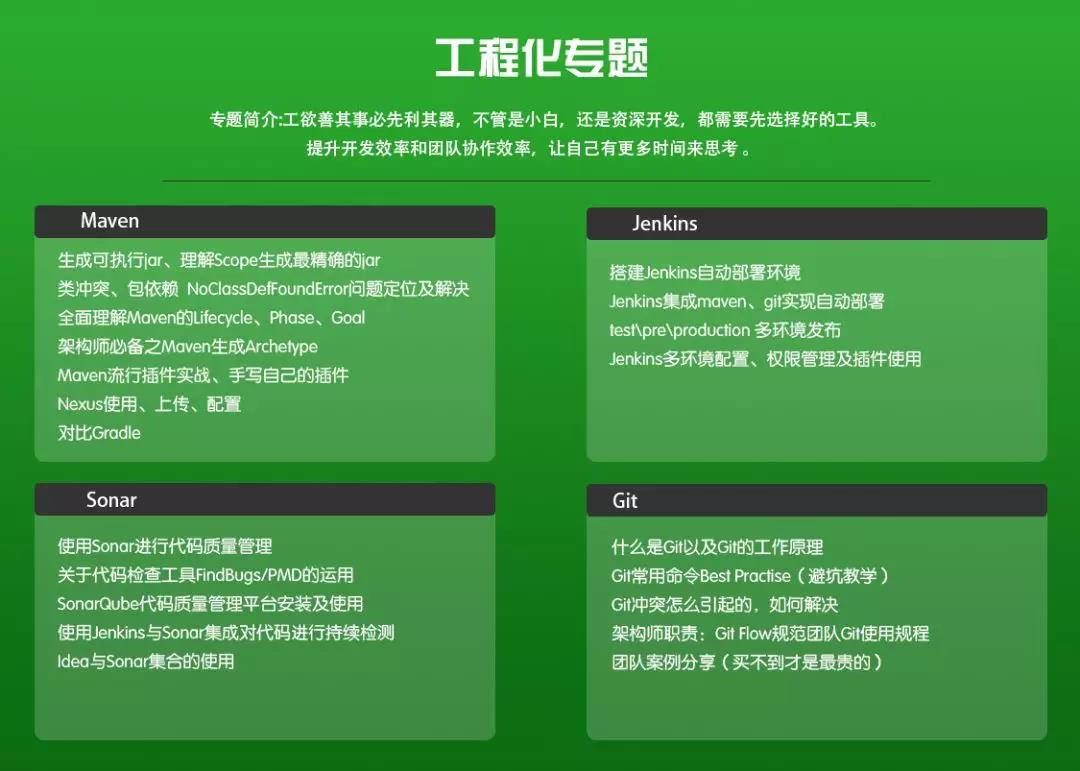 工程化专题
专题简介:工欲善其事必先利其器，不管是小白，还是资深开发，都需要先选择好的工具。
提升开发效率和团队协作效率，让自己有更多时间来思考 。
Maven
生成可执行jar、理解Scope生成最精确的jar
类冲突、包依赖 NoClassDefFoundError问题定位及解决
全面理解Maven的Lifecycle、Phase、Goal
架构师必备之Maven生成Archetype
Maven流行插件实战、手写自己的插件
Nexus使用、上传、配置
对比Gradle
Jenkins
搭建Jenkins自动部署环境
Jenkins集成maven、git实现自动部署
test\pre\production 多环境发布
Jenkins多环境配置、权限管理及插件使用
Sonar
使用Sonar进行代码质量管理
关于代码检查工具FindBugs/PMD的运用
SonarQube代码质量管理平台安装及使用
使用Jenkins与Sonar集成对代码进行持续检测
Idea与Sonar集合的使用
Git
什么是Git以及Git的工作原理
Git常用命令Best Practise（避坑教学）
Git冲突怎么引起的，如何解决
架构师职责：Git Flow规范团队Git使用规程
团队案例分享（买不到才是最贵的）